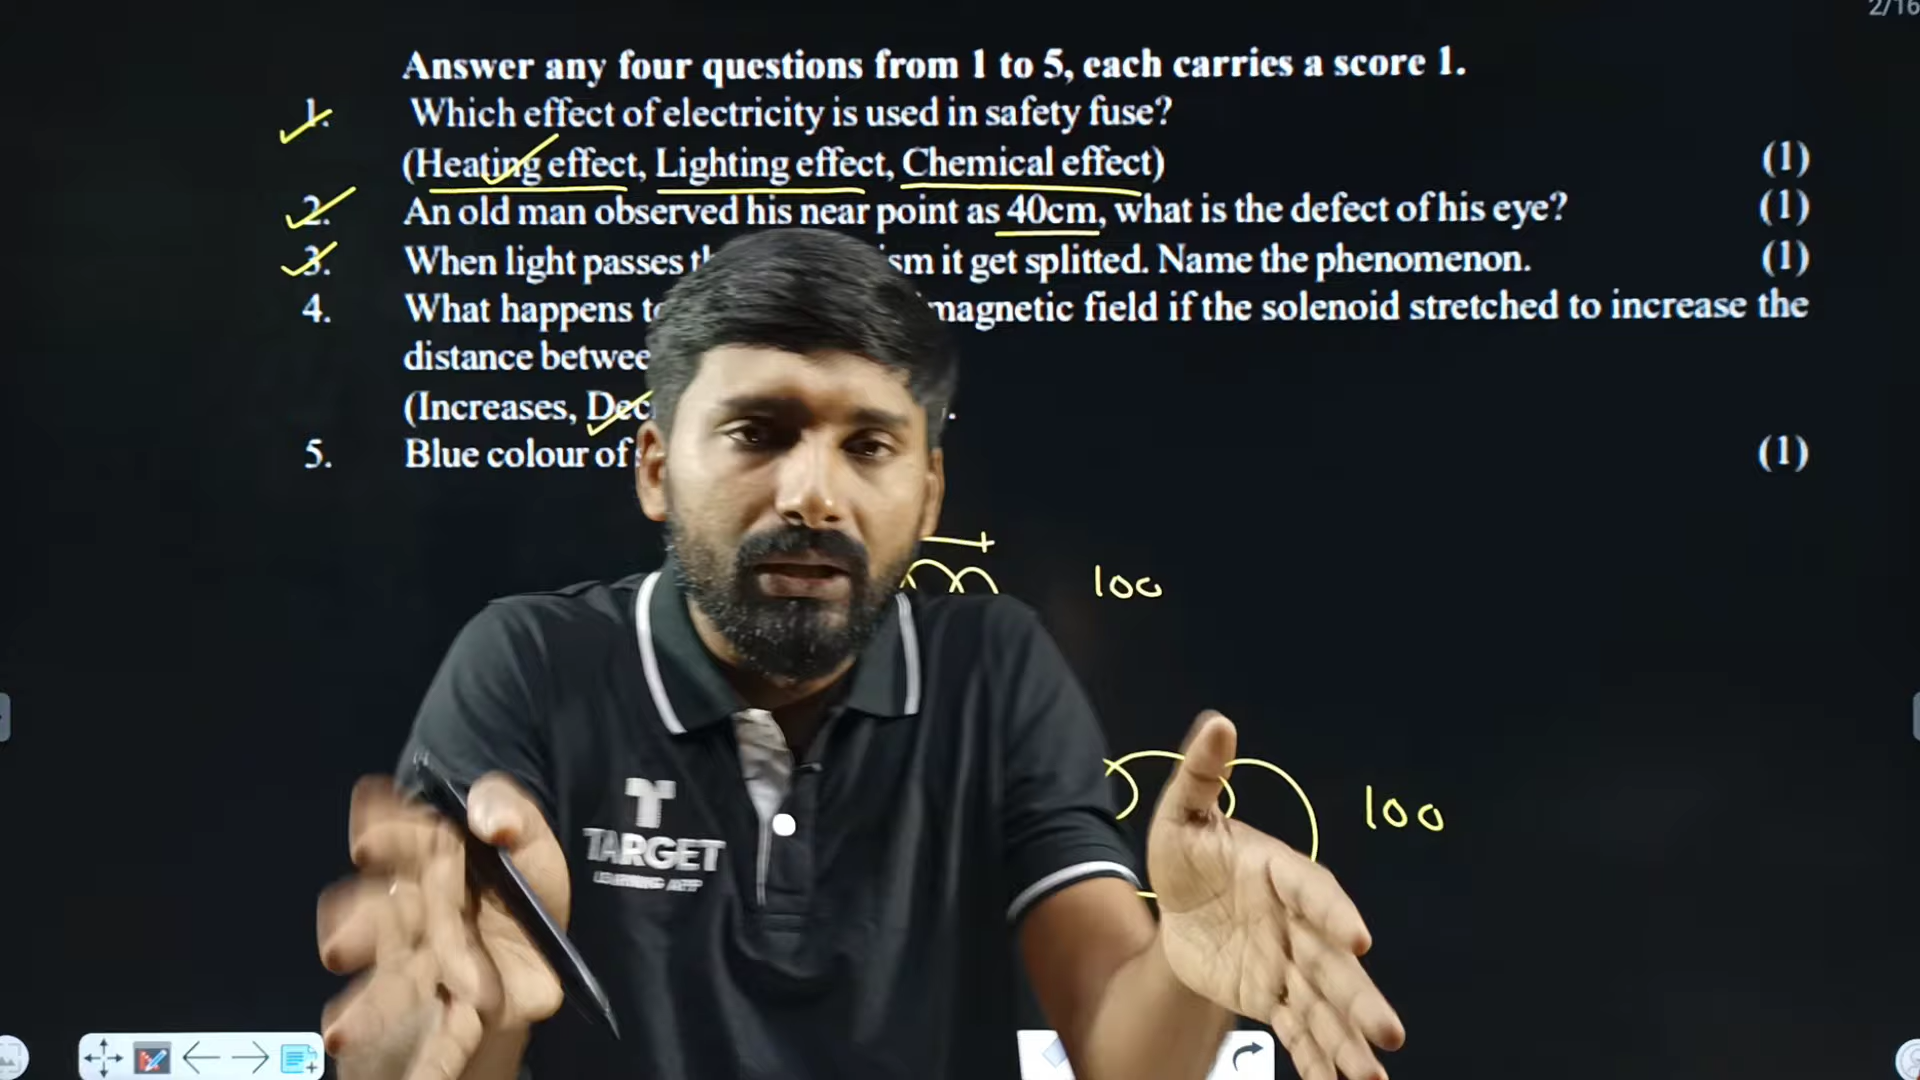 2/16
Answer any four questions from 1 to 5, each carries a score 1.
1. Which effect of electricity is used in safety fuse?
(Heating effect, Lighting effect, Chemical effect) (1)
2. An old man observed his near point as 40cm, what is the defect of his eye? (1)
3. When light passes sm it get splitted. Name the phenomenon. (1)
4. What happens magnetic field if the solenoid stretched to increase the
distance betwee
(Increases, Dec .
5. Blue colour of (1)
100
100
TARGET
LEARNING APP